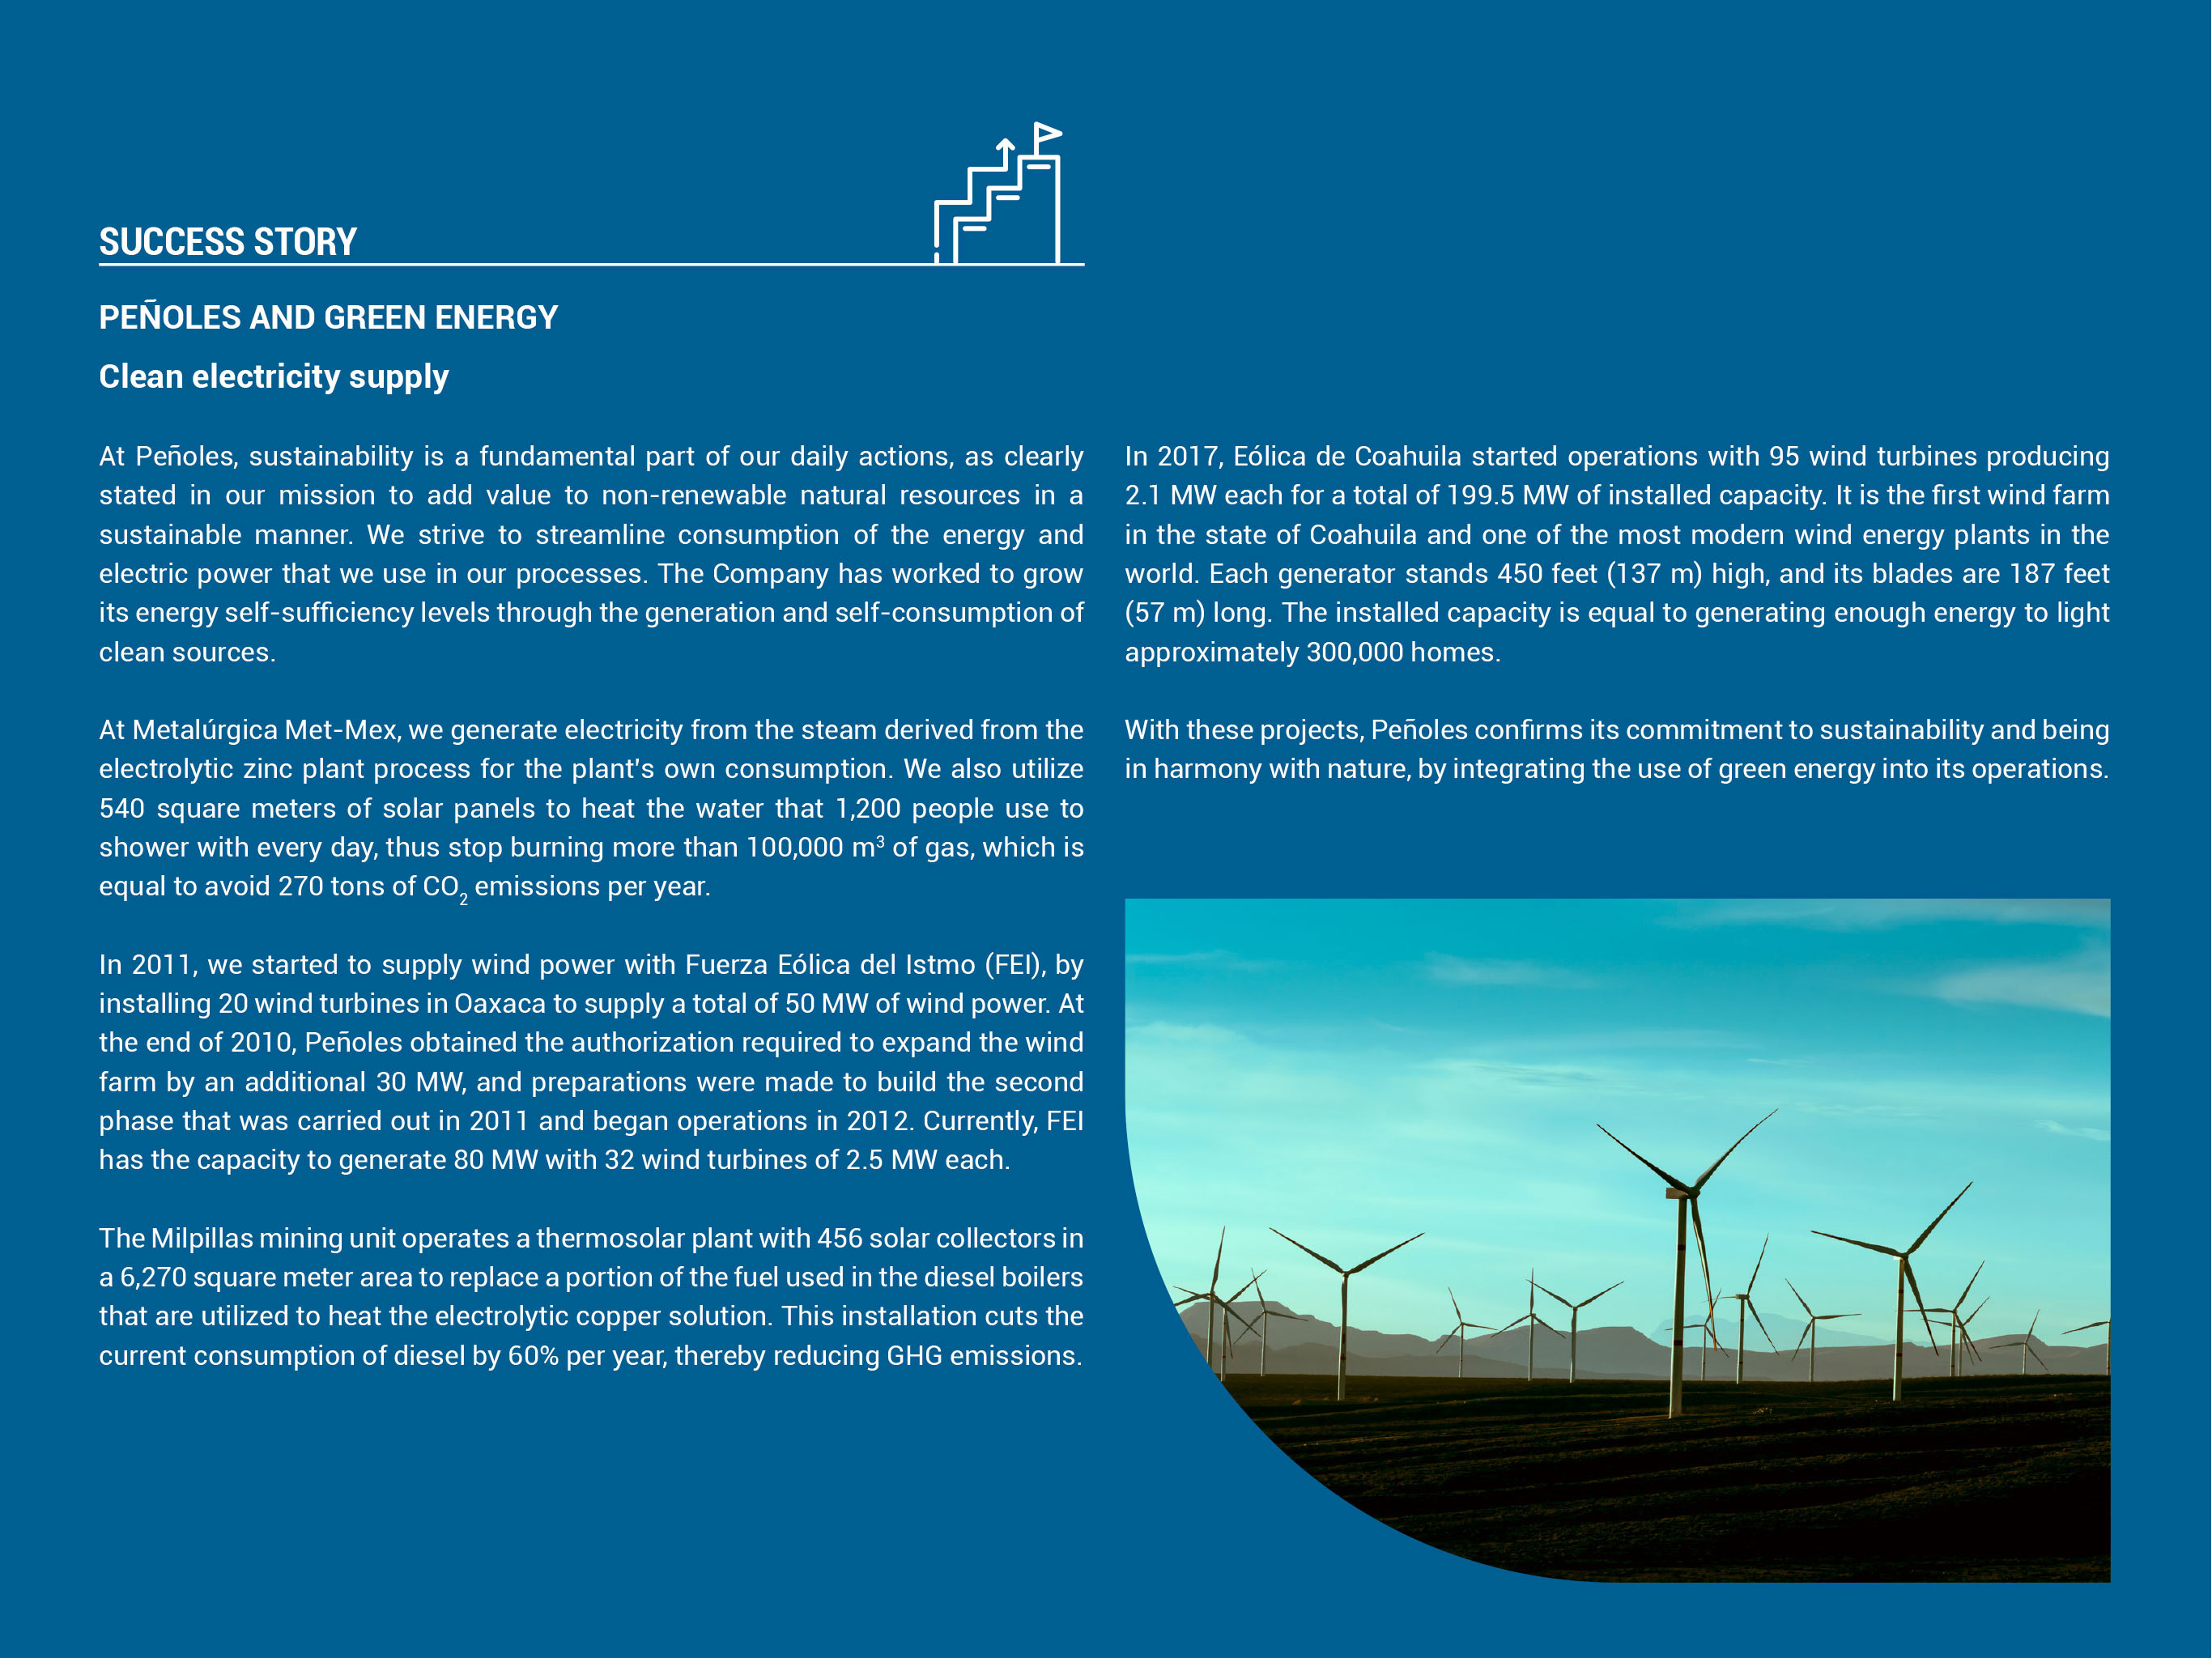 SUCCESS STORY
PEÑOLES AND GREEN ENERGY
Clean electricity supply
At Peñoles, sustainability is a fundamental part of our daily actions, as clearly
stated in our mission to add value to non-renewable natural resources in a
sustainable manner. We strive to streamline consumption of the energy and
electric power that we use in our processes. The Company has worked to grow
its energy self-sufficiency levels through the generation and self-consumption of
clean sources.
At Metalúrgica Met-Mex, we generate electricity from the steam derived from the
electrolytic zinc plant process for the plant's own consumption. We also utilize
540 square meters of solar panels to heat the water that 1,200 people use to
shower with every day, thus stop burning more than 100,000 m³ of gas, which is
equal to avoid 270 tons of CO₂ emissions per year.
In 2011, we started to supply wind power with Fuerza Eólica del Istmo (FEI), by
installing 20 wind turbines in Oaxaca to supply a total of 50 MW of wind power. At
the end of 2010, Peñoles obtained the authorization required to expand the wind
farm by an additional 30 MW, and preparations were made to build the second
phase that was carried out in 2011 and began operations in 2012. Currently, FEI
has the capacity to generate 80 MW with 32 wind turbines of 2.5 MW each.
The Milpillas mining unit operates a thermosolar plant with 456 solar collectors in
a 6,270 square meter area to replace a portion of the fuel used in the diesel boilers
that are utilized to heat the electrolytic copper solution. This installation cuts the
current consumption of diesel by 60% per year, thereby reducing GHG emissions.
In 2017, Eólica de Coahuila started operations with 95 wind turbines producing
2.1 MW each for a total of 199.5 MW of installed capacity. It is the first wind farm
in the state of Coahuila and one of the most modern wind energy plants in the
world. Each generator stands 450 feet (137 m) high, and its blades are 187 feet
(57 m) long. The installed capacity is equal to generating enough energy to light
approximately 300,000 homes.
With these projects, Peñoles confirms its commitment to sustainability and being
in harmony with nature, by integrating the use of green energy into its operations.